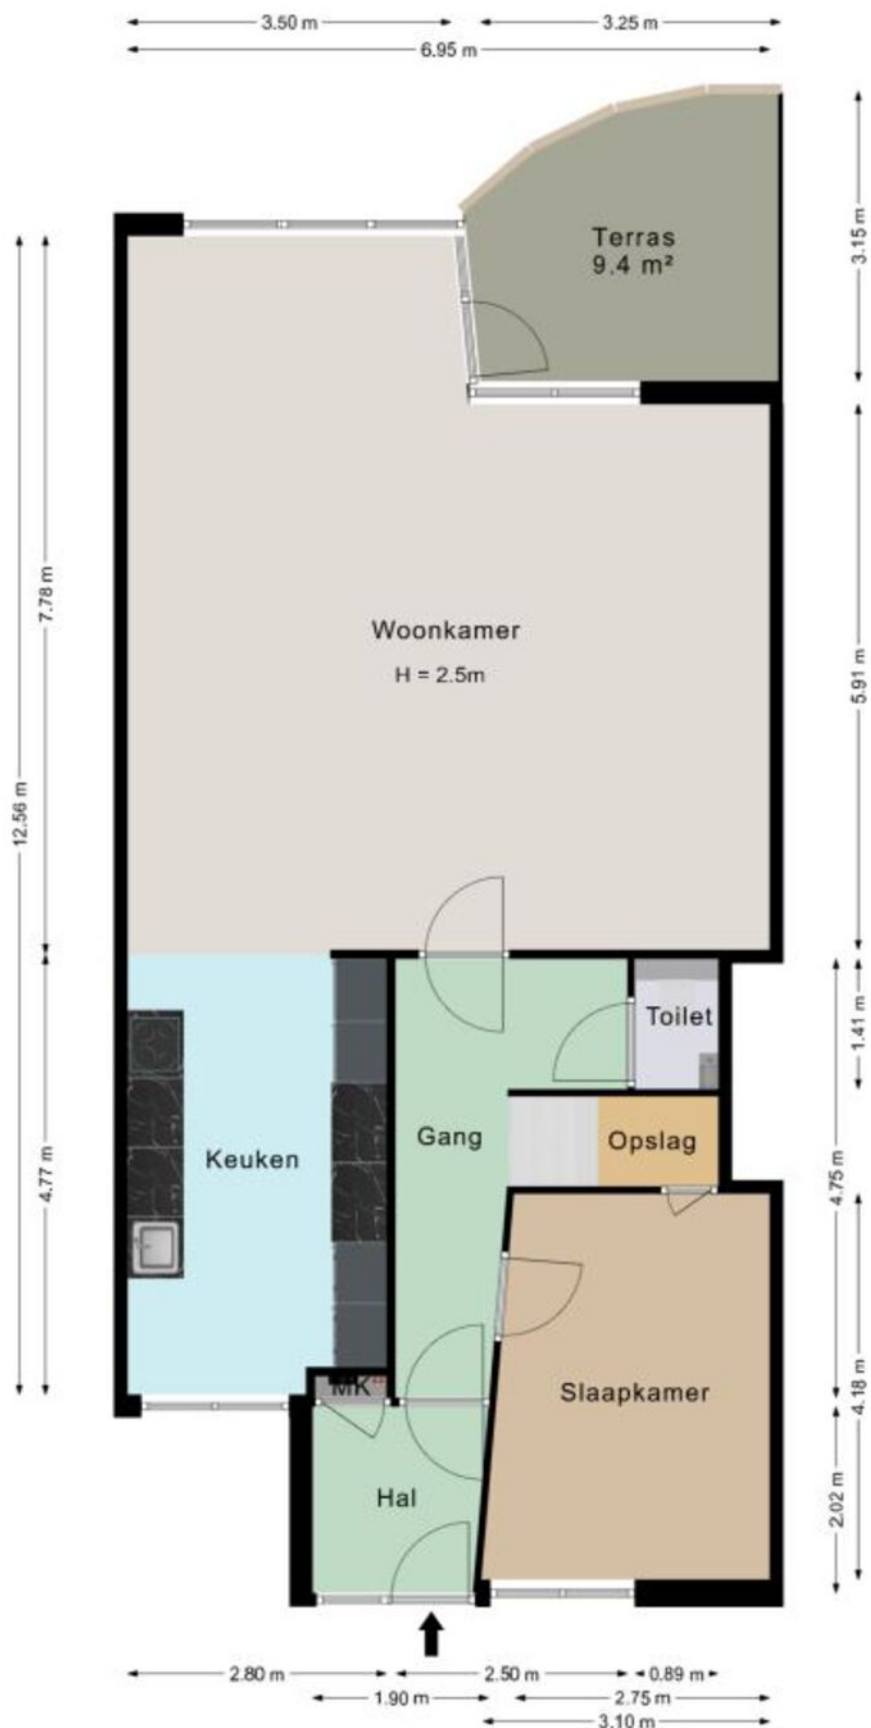 3.50 m
3.25 m
6.95 m
3.15 m
Terras
9.4 m²
7.78 m
12.56 m
Woonkamer
H = 2.5m
5.91 m
Toilet
1.41 m
Gang
Opslag
Keuken
4.77 m
4.75 m
MK
Slaapkamer
4.18 m
Hal
2.02 m
2.80 m
2.50 m
0.89 m
1.90 m
2.75 m
3.10 m